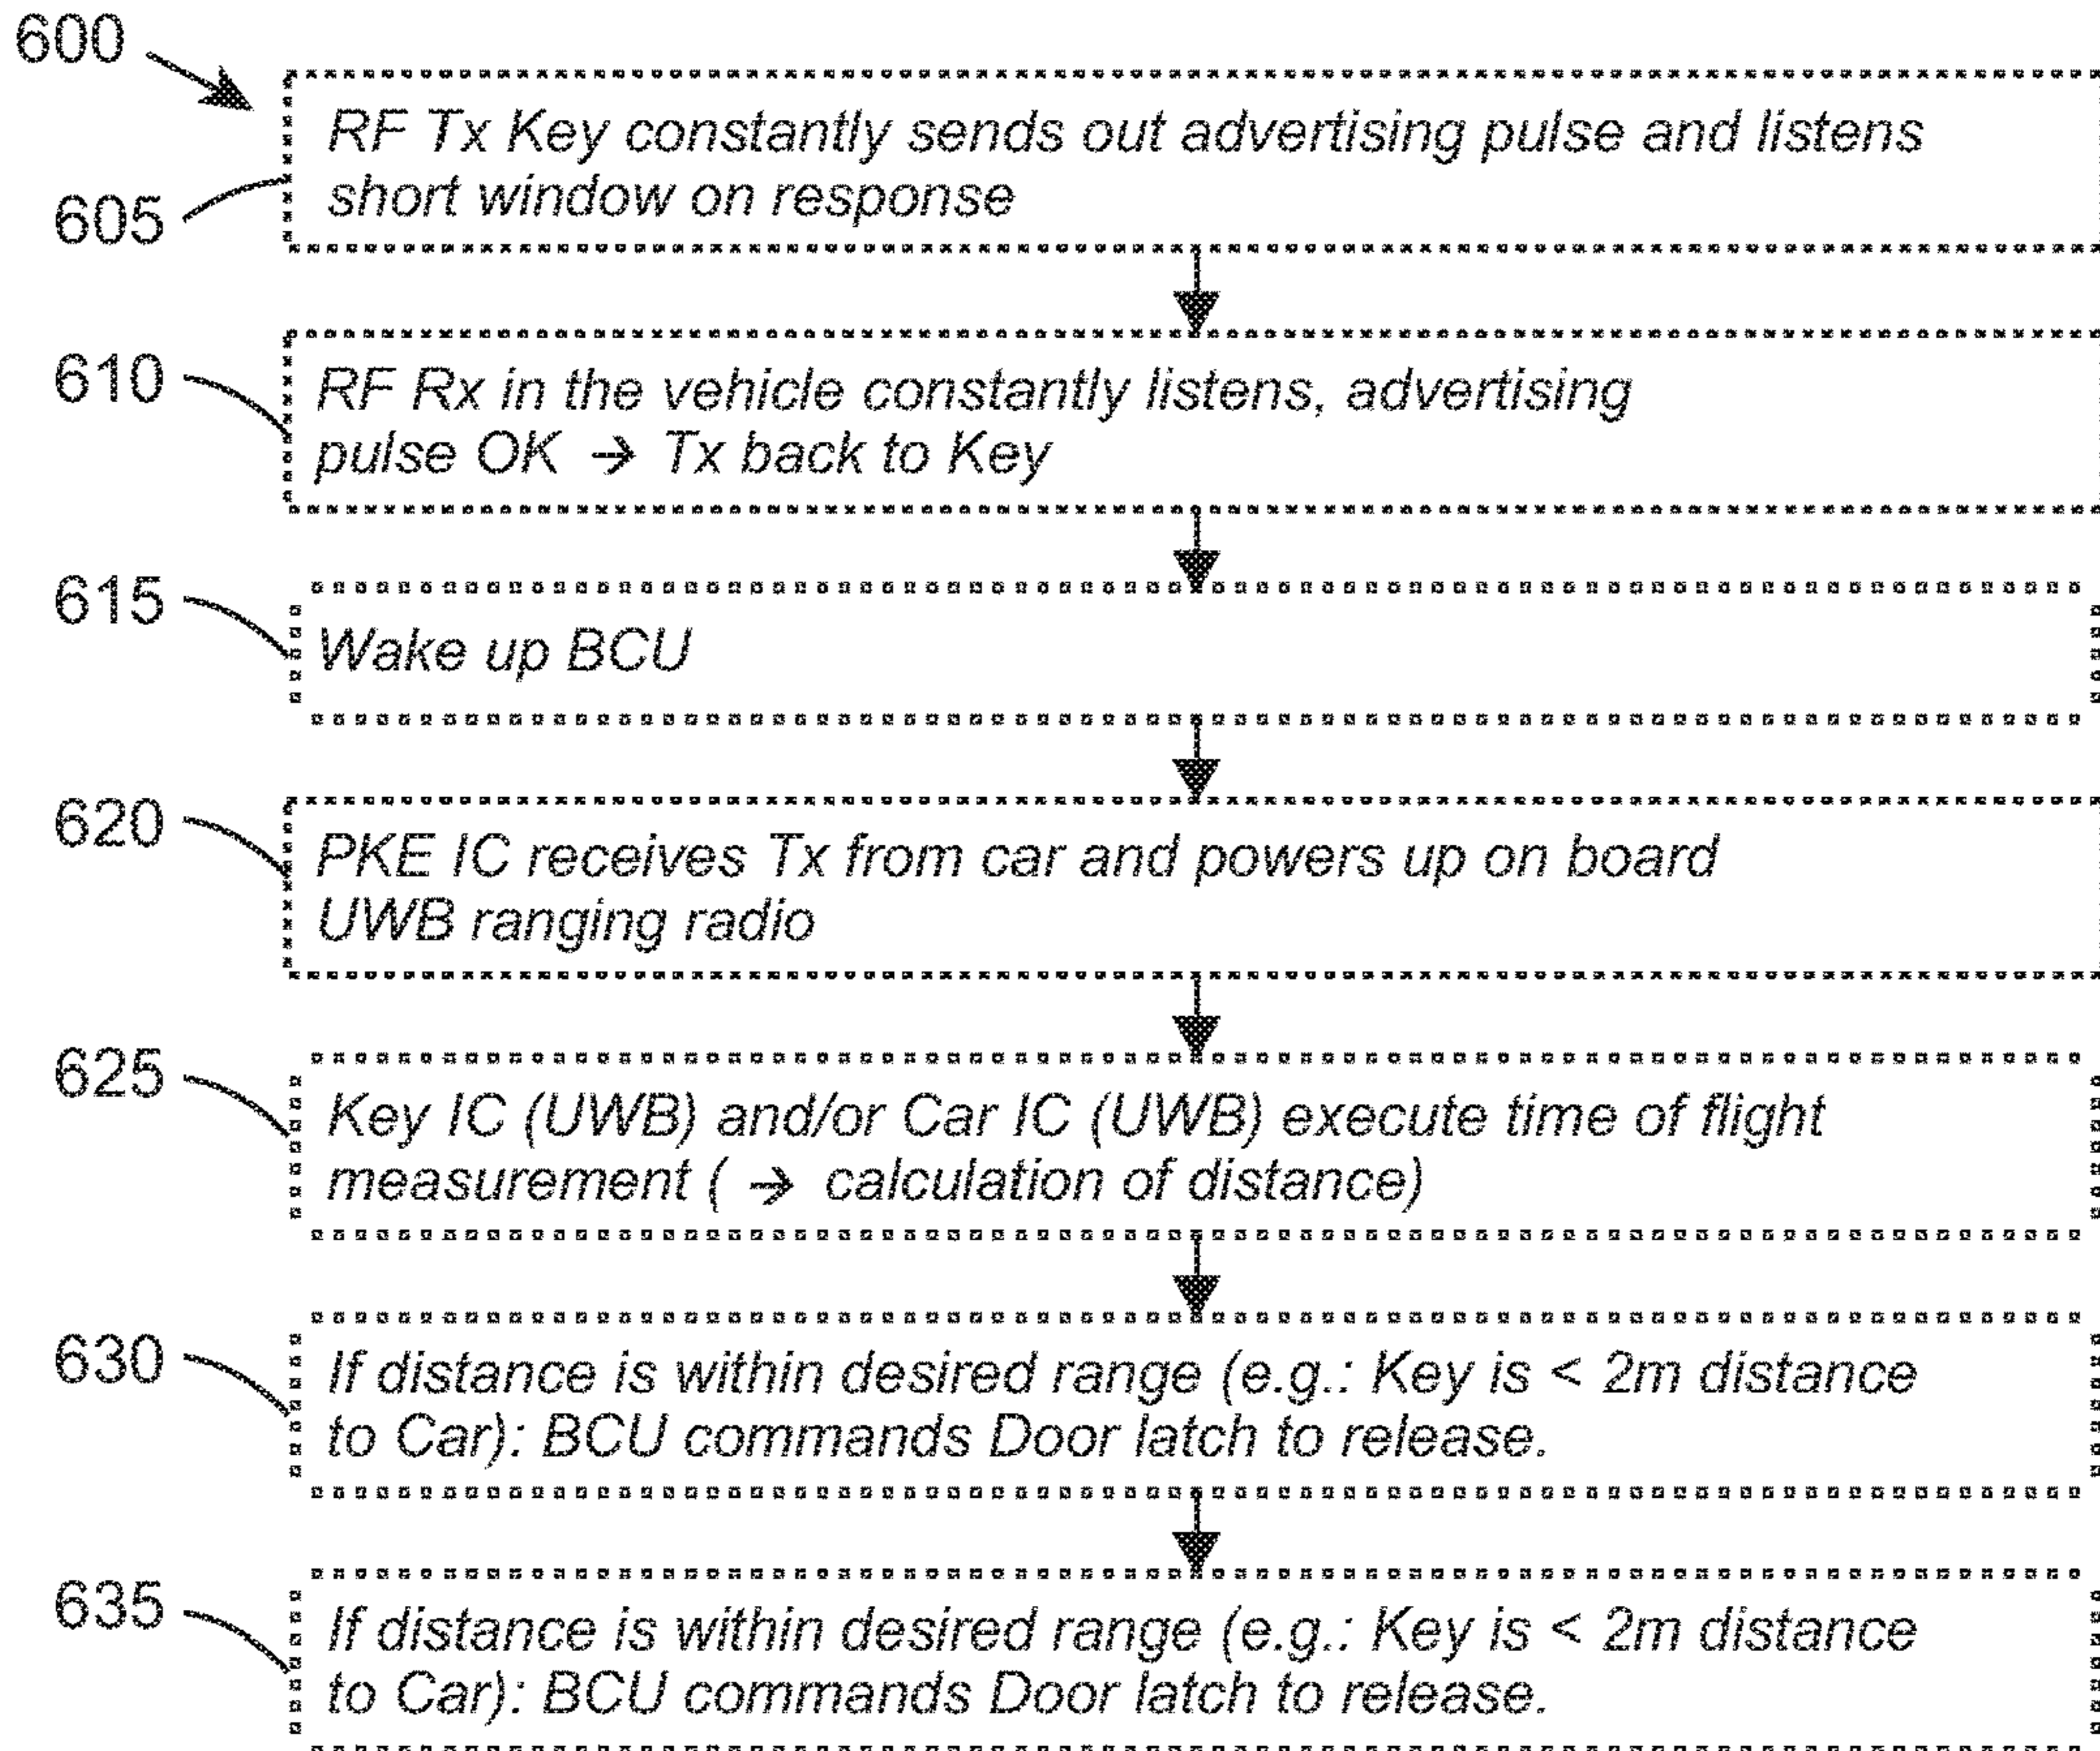 600
605
RF Tx Key constantly sends out advertising pulse and listens
short window on response
610
RF Rx in the vehicle constantly listens, advertising
pulse OK → Tx back to Key
615
Wake up BCU
620
PKE IC receives Tx from car and powers up on board
UWB ranging radio
625
Key IC (UWB) and/or Car IC (UWB) execute time of flight
measurement ( → calculation of distance)
630
If distance is within desired range (e.g.: Key is < 2m distance
to Car): BCU commands Door latch to release.
635
If distance is within desired range (e.g.: Key is < 2m distance
to Car): BCU commands Door latch to release.